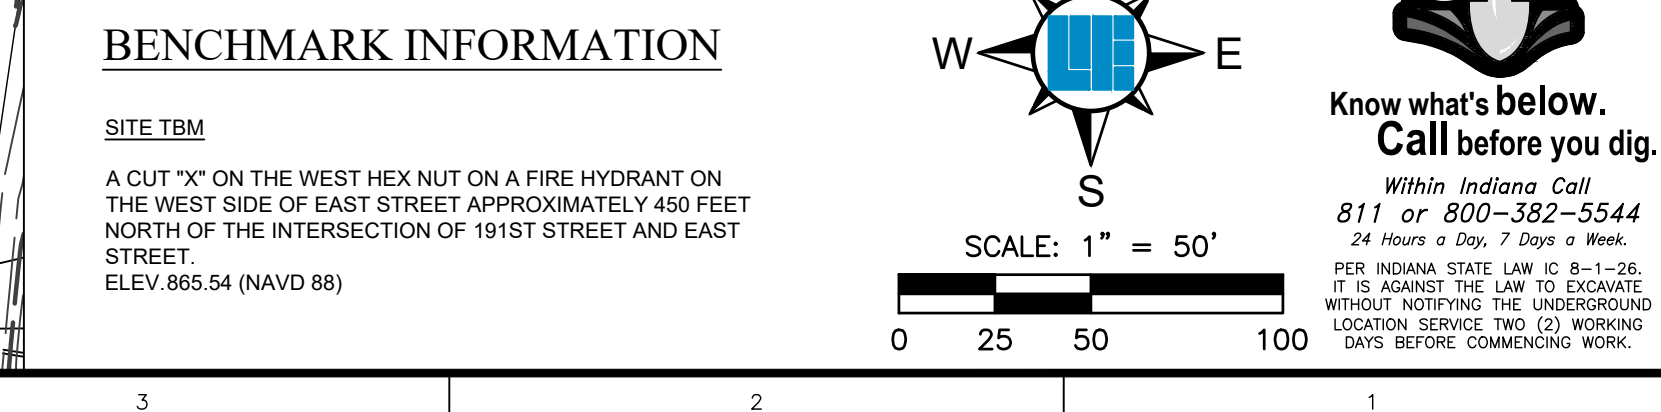 BENCHMARK INFORMATION
SITE TBM
A CUT "X" ON THE WEST HEX NUT ON A FIRE HYDRANT ON
THE WEST SIDE OF EAST STREET APPROXIMATELY 450 FEET
NORTH OF THE INTERSECTION OF 191ST STREET AND EAST
STREET.
ELEV.865.54 (NAVD 88)
W E
S
SCALE: 1" = 50'
0 25 50 100
Know what's below.
Call before you dig.
Within Indiana Call
811 or 800-382-5544
24 Hours a Day, 7 Days a Week.
PER INDIANA STATE LAW IC 8-1-26.
IT IS AGAINST THE LAW TO EXCAVATE
WITHOUT NOTIFYING THE UNDERGROUND
LOCATION SERVICE TWO (2) WORKING
DAYS BEFORE COMMENCING WORK.
3 2 1